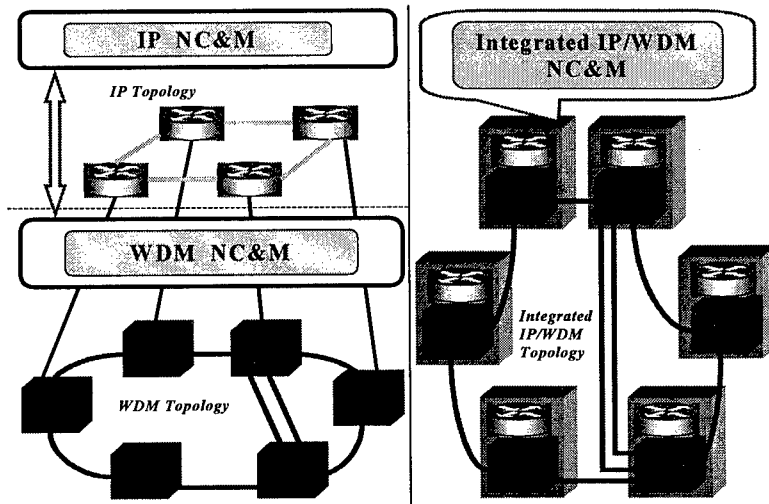 IP NC&M
IP Topology
WDM NC&M
WDM Topology
Integrated IP/WDM
NC&M
Integrated
IP/WDM
Topology